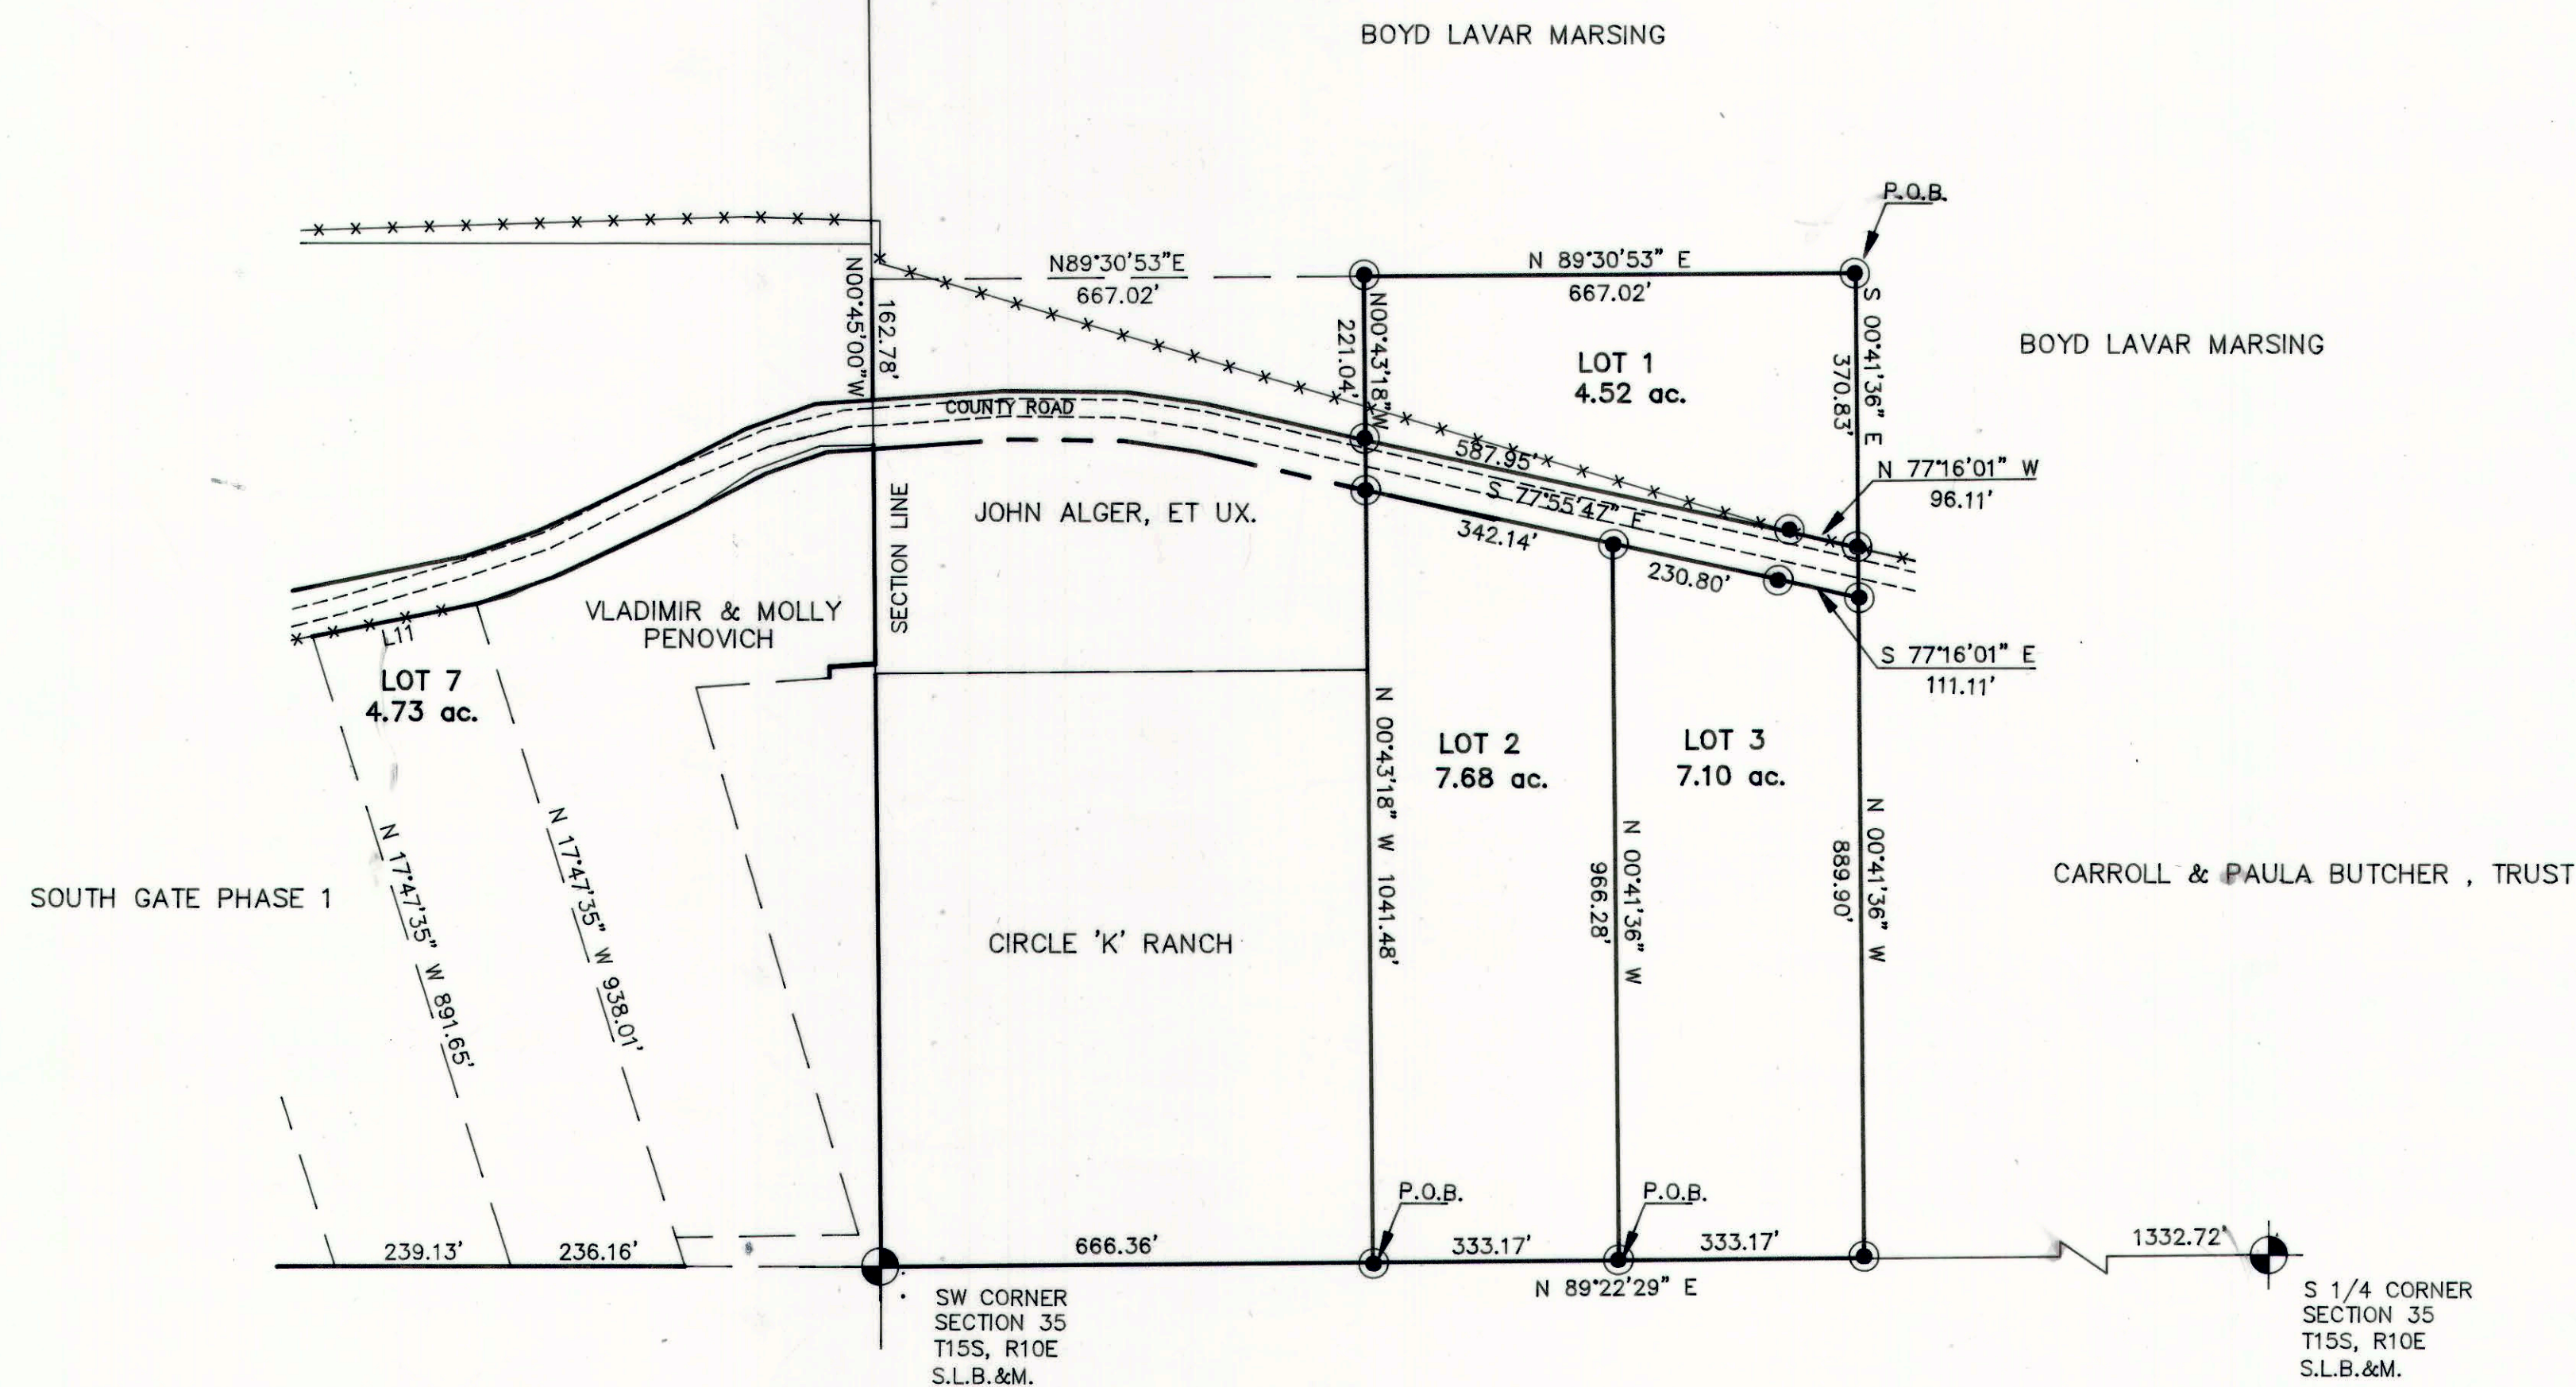 BOYD LAVAR MARSING
P.O.B.
N89°30'53"E
667.02'
N 89°30'53" E
667.02'
N00°45'00"W
162.78'
N00°43'18"W
221.04'
LOT 1
4.52 ac.
S 00°41'36" E
370.83'
BOYD LAVAR MARSING
COUNTY ROAD
587.95'
S 77°55'47" E
N 77°16'01" W
96.11'
SECTION LINE
JOHN ALGER, ET UX.
342.14'
230.80'
VLADIMIR & MOLLY
PENOVICH
L11
S 77°16'01" E
111.11'
LOT 7
4.73 ac.
LOT 2
7.68 ac.
LOT 3
7.10 ac.
N 17°47'35" W 891.65'
N 17°47'35" W 938.01'
N 00°43'18" W 1041.48'
N 00°41'36" W
966.28'
N 00°41'36" W
889.90'
SOUTH GATE PHASE 1
CIRCLE 'K' RANCH
CARROLL & PAULA BUTCHER , TRUST
P.O.B.
P.O.B.
239.13'
236.16'
666.36'
333.17'
333.17'
1332.72'
N 89°22'29" E
SW CORNER
SECTION 35
T15S, R10E
S.L.B.&M.
S 1/4 CORNER
SECTION 35
T15S, R10E
S.L.B.&M.